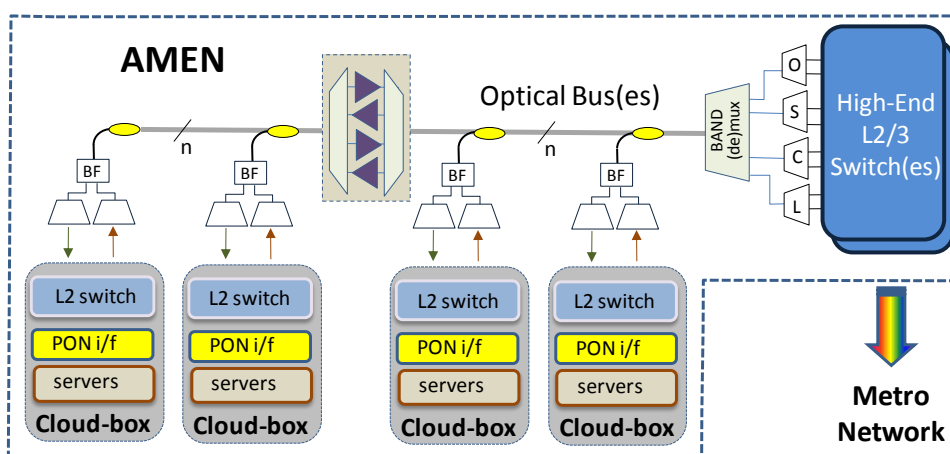 AMEN
Optical Bus(es)
n
n
BF
BF
BF
BF
BAND
(de)mux
O
S
C
L
High-End
L2/3
Switch(es)
L2 switch
PON i/f
servers
Cloud-box
L2 switch
PON i/f
servers
Cloud-box
L2 switch
PON i/f
servers
Cloud-box
L2 switch
PON i/f
servers
Cloud-box
Metro
Network